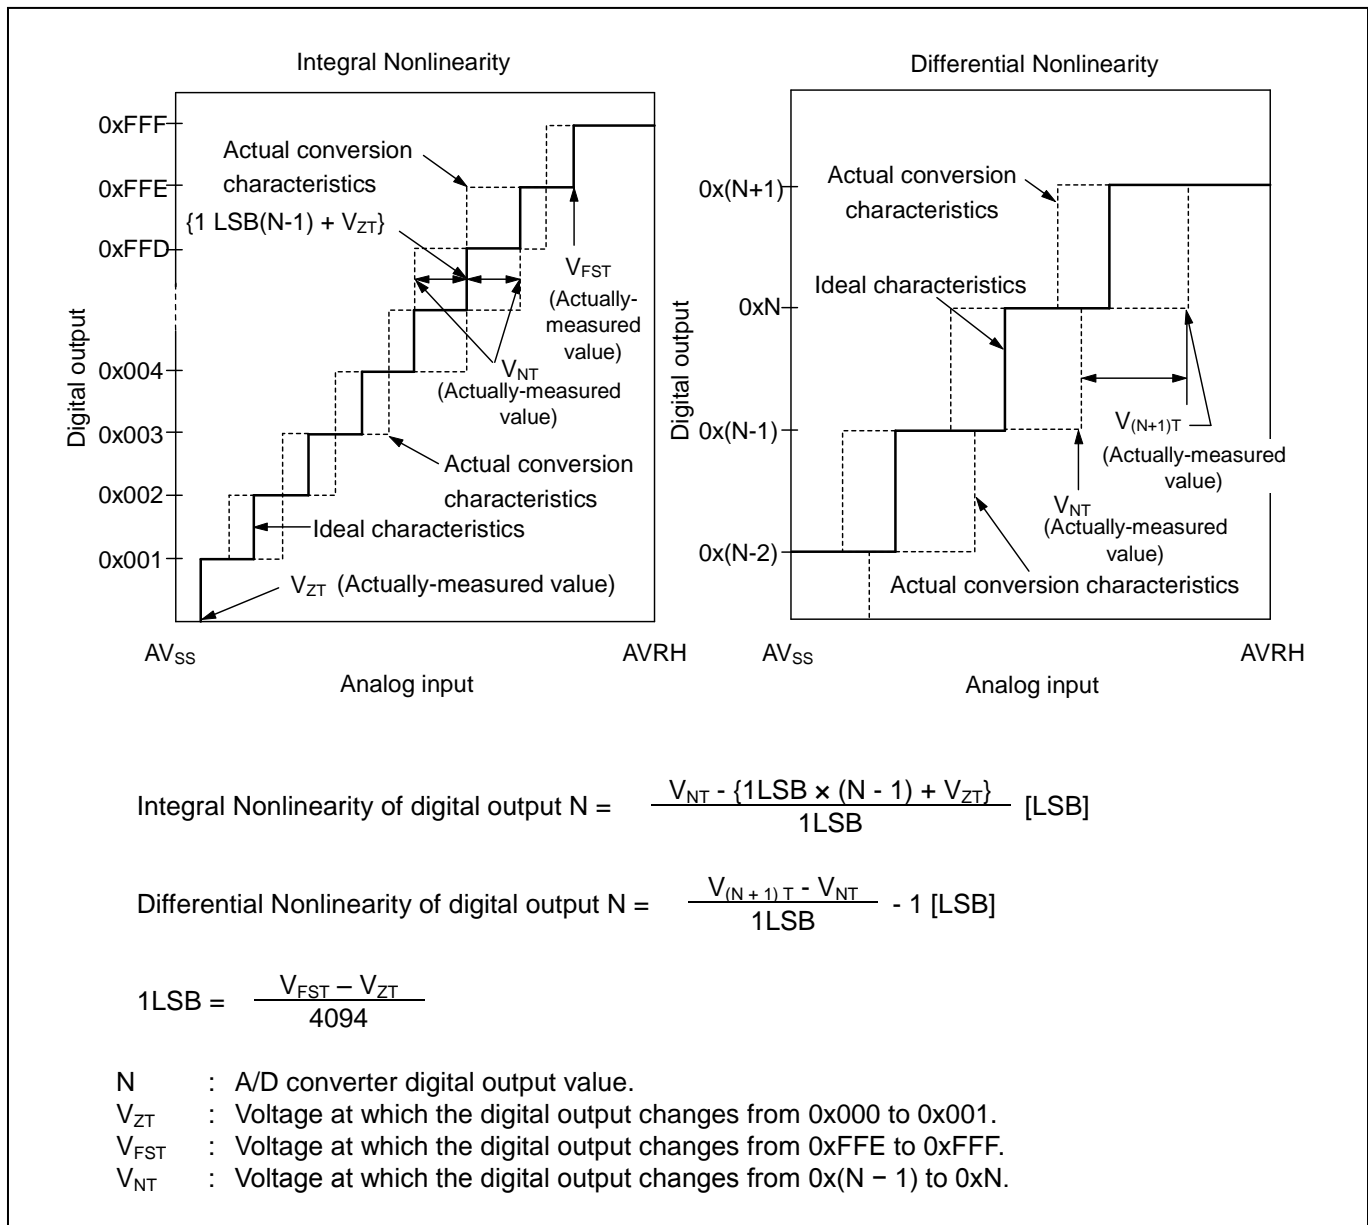 Integral Nonlinearity
0xFFF
0xFFE
0xFFD
0x004
0x003
0x002
0x001
Digital output
Actual conversion
characteristics
{1 LSB(N-1) + VZT}
VFST
(Actually-
measured
value)
VNT
(Actually-measured
value)
Actual conversion
characteristics
Ideal characteristics
VZT (Actually-measured value)
AVSS
AVRH
Analog input
Differential Nonlinearity
0x(N+1)
0xN
0x(N-1)
0x(N-2)
Digital output
Actual conversion
characteristics
Ideal characteristics
V(N+1)T
(Actually-measured
value)
VNT
(Actually-measured
value)
Actual conversion characteristics
AVSS
AVRH
Analog input
Integral Nonlinearity of digital output N =
VNT - {1LSB × (N - 1) + VZT}
1LSB
[LSB]
Differential Nonlinearity of digital output N =
V(N + 1) T - VNT
1LSB
- 1 [LSB]
1LSB =
VFST – VZT
4094
N : A/D converter digital output value.
VZT : Voltage at which the digital output changes from 0x000 to 0x001.
VFST : Voltage at which the digital output changes from 0xFFE to 0xFFF.
VNT : Voltage at which the digital output changes from 0x(N − 1) to 0xN.